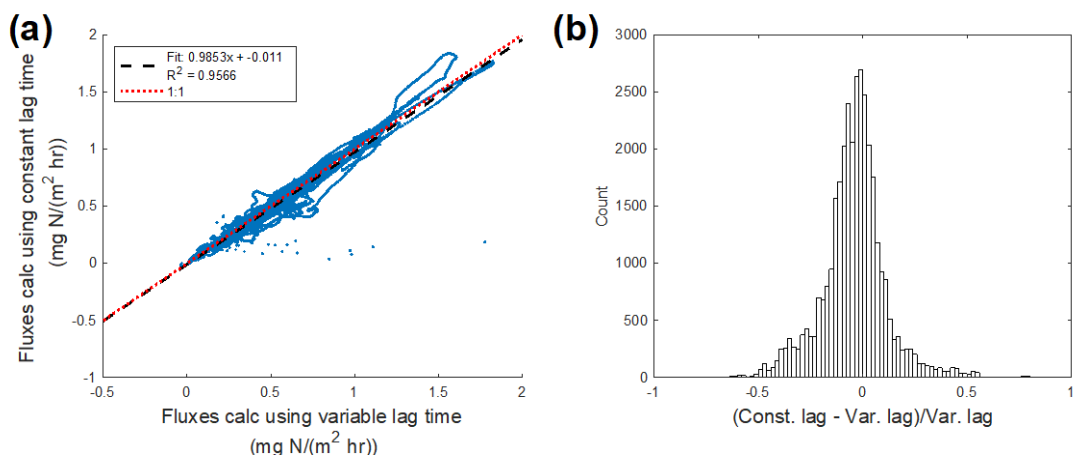 (a)
Fit: 0.9853x + -0.011
R² = 0.9566
1:1
2
1.5
1
0.5
0
-0.5
-1
-0.5
0
0.5
1
1.5
2
Fluxes calc using constant lag time
(mg N/(m² hr))
Fluxes calc using variable lag time
(mg N/(m² hr))
(b)
3000
2500
2000
1500
1000
500
0
-1
-0.5
0
0.5
1
Count
(Const. lag - Var. lag)/Var. lag